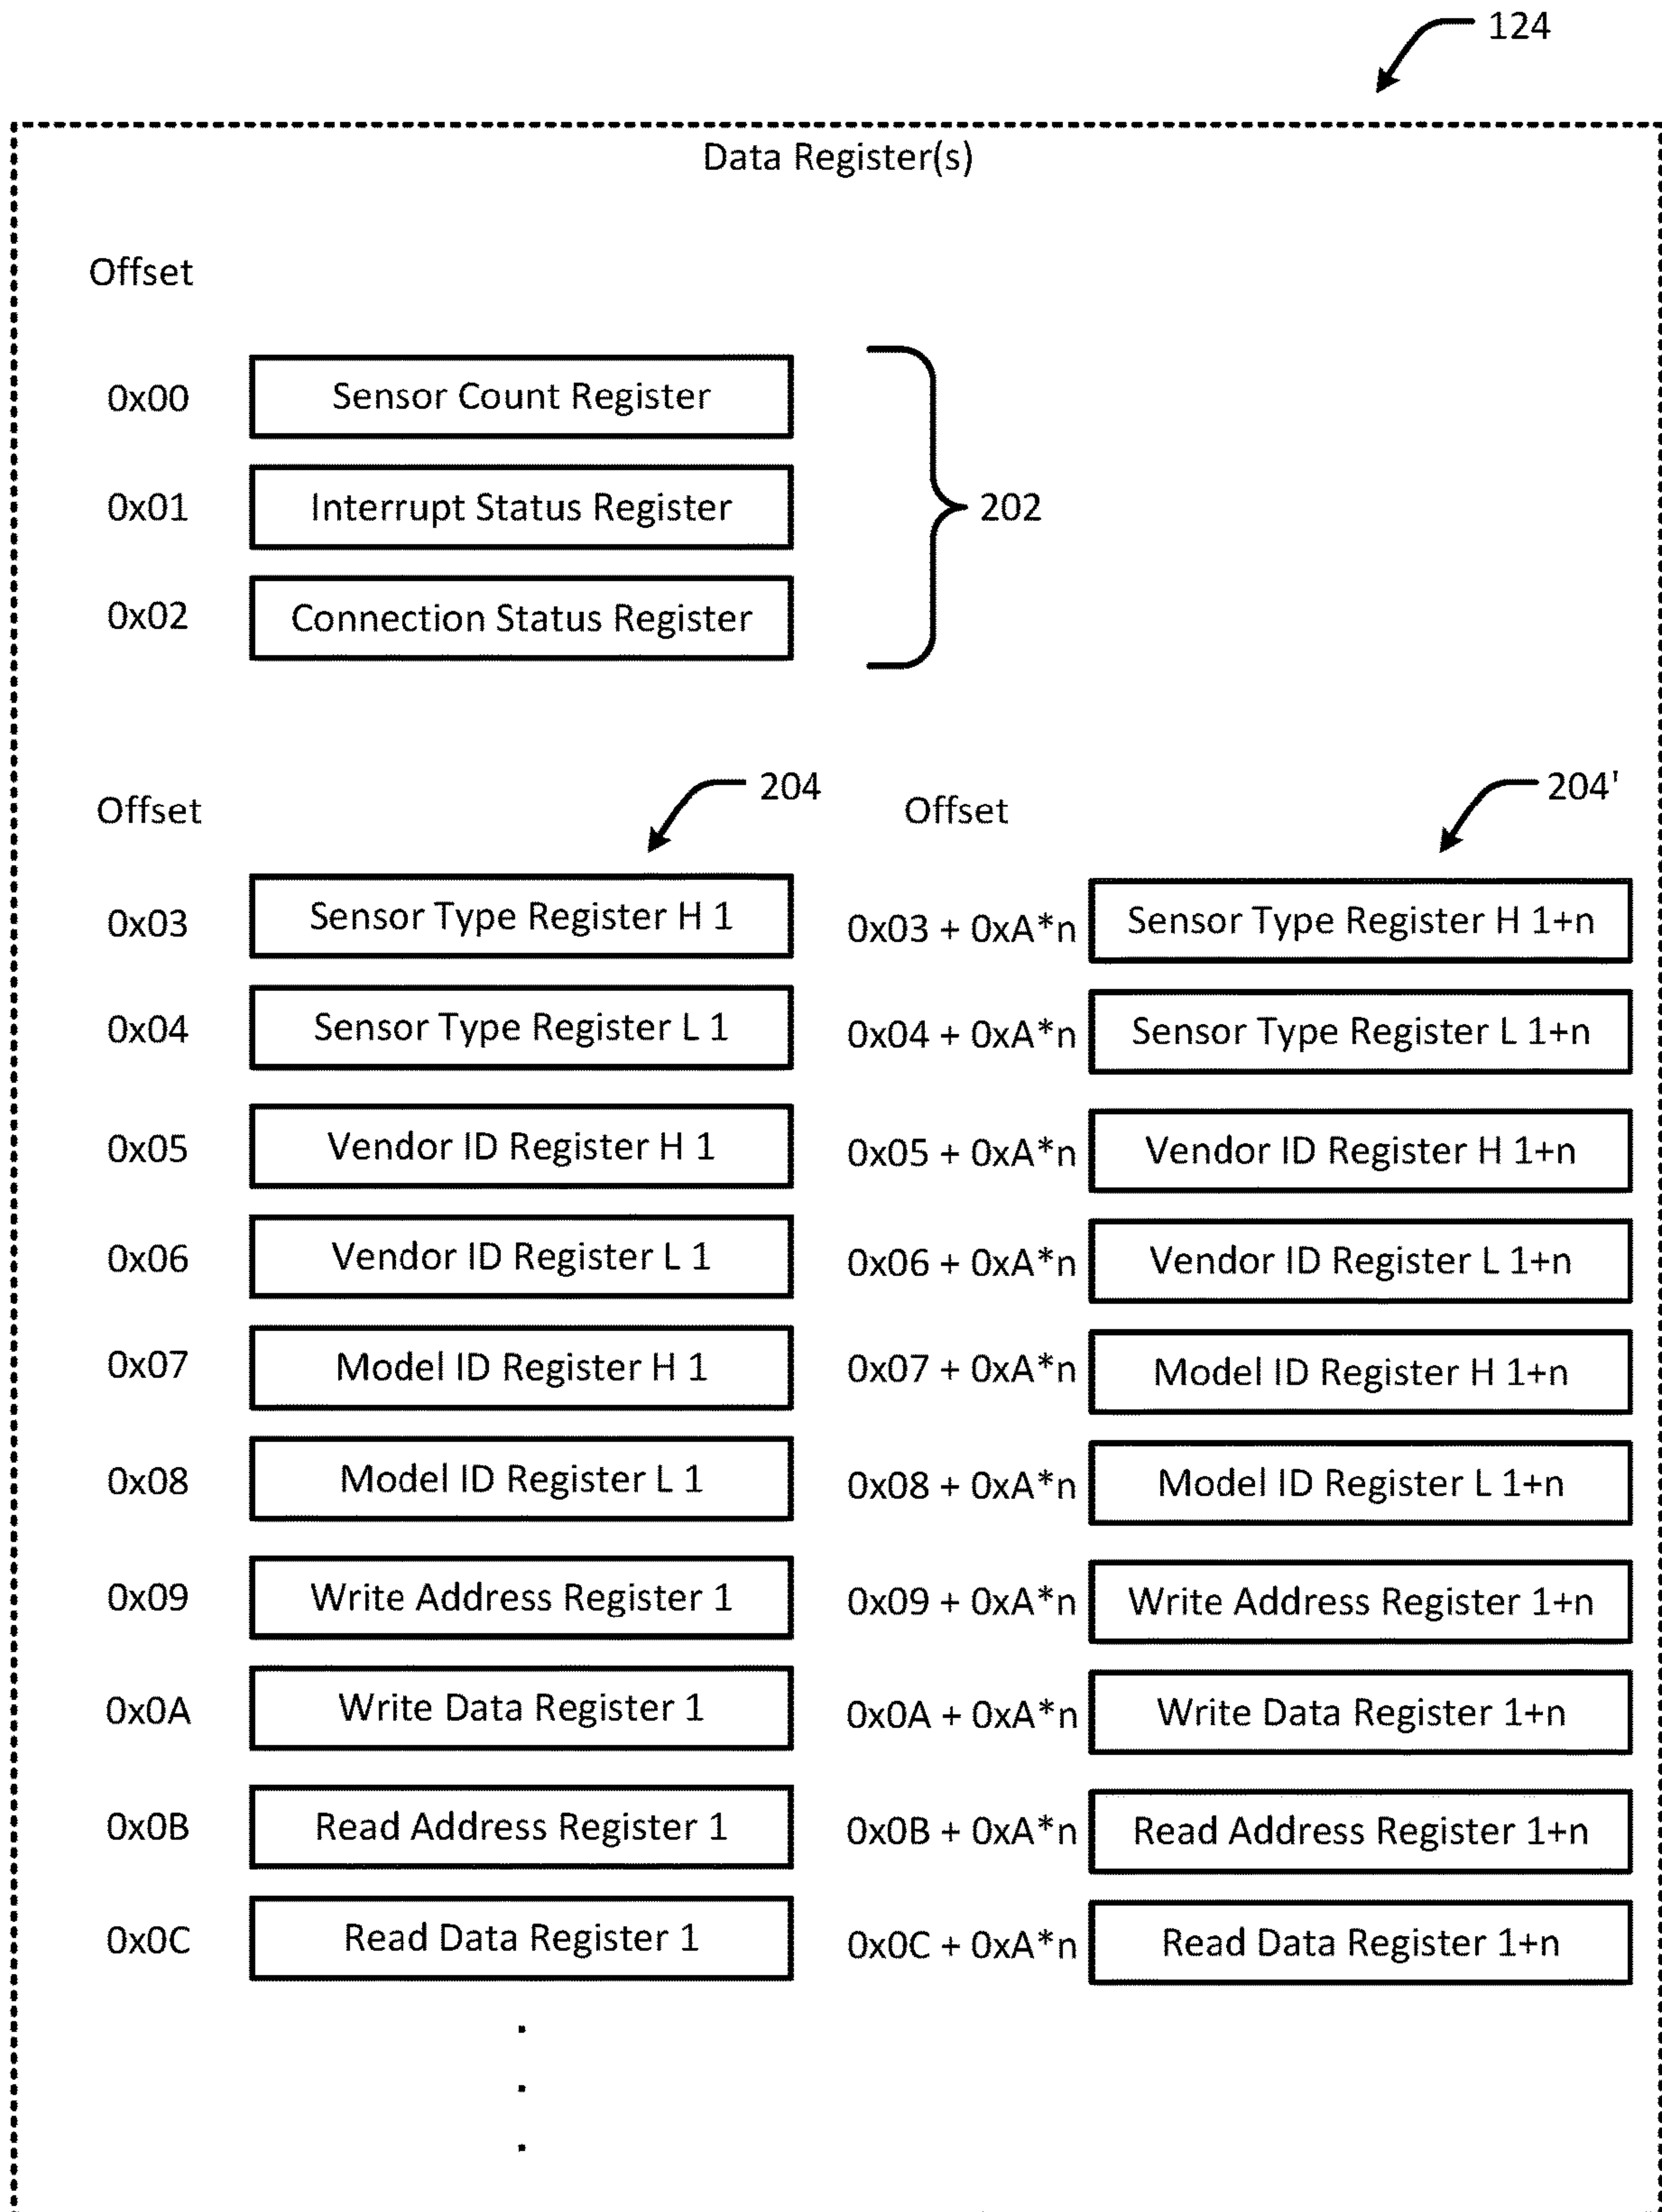 124
Data Register(s)
Offset
0x00 Sensor Count Register
0x01 Interrupt Status Register
202
0x02 Connection Status Register
204
204'
Offset
Offset
0x03 Sensor Type Register H 1 0x03 + 0xA*n Sensor Type Register H 1+n
0x04 Sensor Type Register L 1 0x04 + 0xA*n Sensor Type Register L 1+n
0x05 Vendor ID Register H 1 0x05 + 0xA*n Vendor ID Register H 1+n
0x06 Vendor ID Register L 1 0x06 + 0xA*n Vendor ID Register L 1+n
0x07 Model ID Register H 1 0x07 + 0xA*n Model ID Register H 1+n
0x08 Model ID Register L 1 0x08 + 0xA*n Model ID Register L 1+n
0x09 Write Address Register 1 0x09 + 0xA*n Write Address Register 1+n
0x0A Write Data Register 1 0x0A + 0xA*n Write Data Register 1+n
0x0B Read Address Register 1 0x0B + 0xA*n Read Address Register 1+n
0x0C Read Data Register 1 0x0C + 0xA*n Read Data Register 1+n
.
.
.